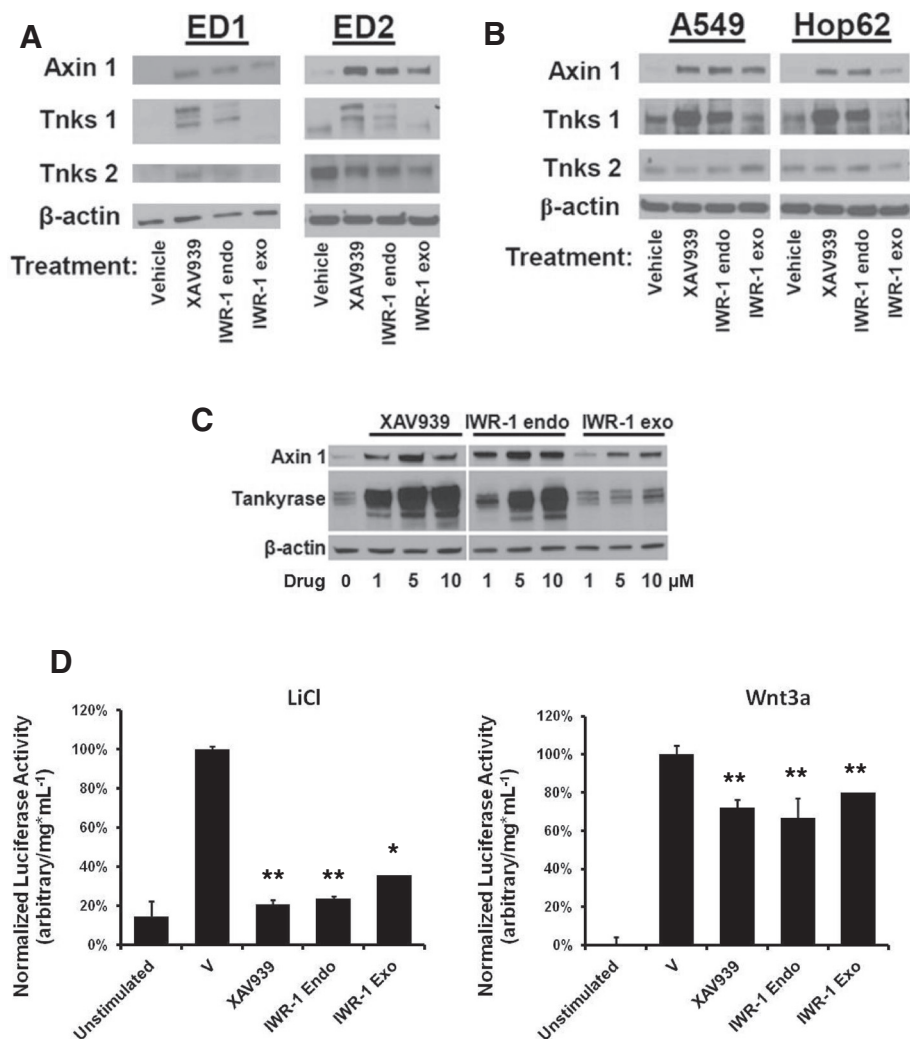 A
ED1 ED2
Axin 1
Tnks 1
Tnks 2
β-actin
Treatment:
Vehicle
XAV939
IWR-1 endo
IWR-1 exo
Vehicle
XAV939
IWR-1 endo
IWR-1 exo
B
A549 Hop62
Axin 1
Tnks 1
Tnks 2
β-actin
Treatment:
Vehicle
XAV939
IWR-1 endo
IWR-1 exo
Vehicle
XAV939
IWR-1 endo
IWR-1 exo
C
XAV939 IWR-1 endo IWR-1 exo
Axin 1
Tankyrase
β-actin
Drug 0 1 5 10 1 5 10 1 5 10 μM
D
LiCl
Normalized Luciferase Activity
(arbitrary/mg*mL-1)
120%
100%
80%
60%
40%
20%
0%
** ** *
Unstimulated
V
XAV939
IWR-1 Endo
IWR-1 Exo
Wnt3a
Normalized Luciferase Activity
(arbitrary/mg*mL-1)
120%
100%
80%
60%
40%
20%
0%
** ** **
Unstimulated
V
XAV939
IWR-1 Endo
IWR-1 Exo